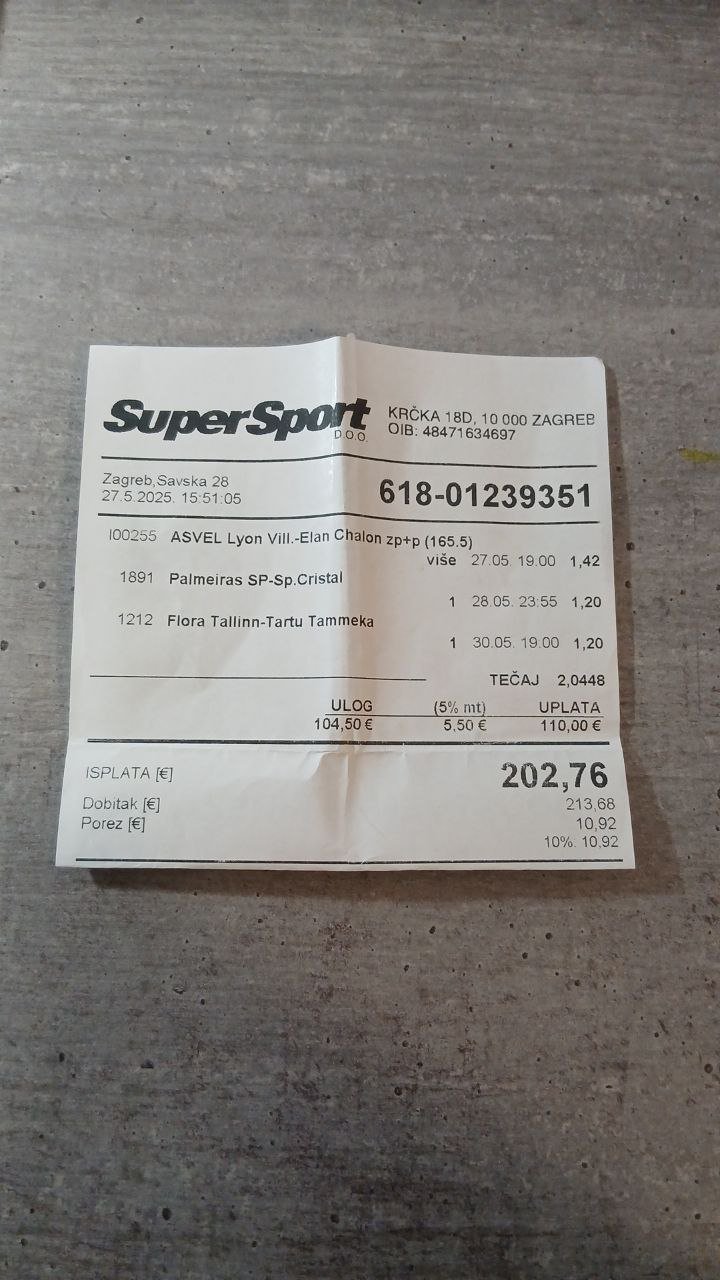 SuperSport
D.O.O.
KRČKA 18D, 10 000 ZAGREB
OIB: 48471634697
Zagreb,Savska 28
27.5.2025. 15:51:05
618-01239351
I00255 ASVEL Lyon Vill.-Elan Chalon zp+p (165.5)
više 27.05. 19:00 1,42
1891 Palmeiras SP-Sp.Cristal
1 28.05. 23:55 1,20
1212 Flora Tallinn-Tartu Tammeka
1 30.05. 19:00 1,20
TEČAJ 2,0448
ULOG (5% mt) UPLATA
104,50 € 5,50 € 110,00 €
ISPLATA [€] 202,76
Dobitak [€] 213,68
Porez [€] 10,92
10%: 10,92